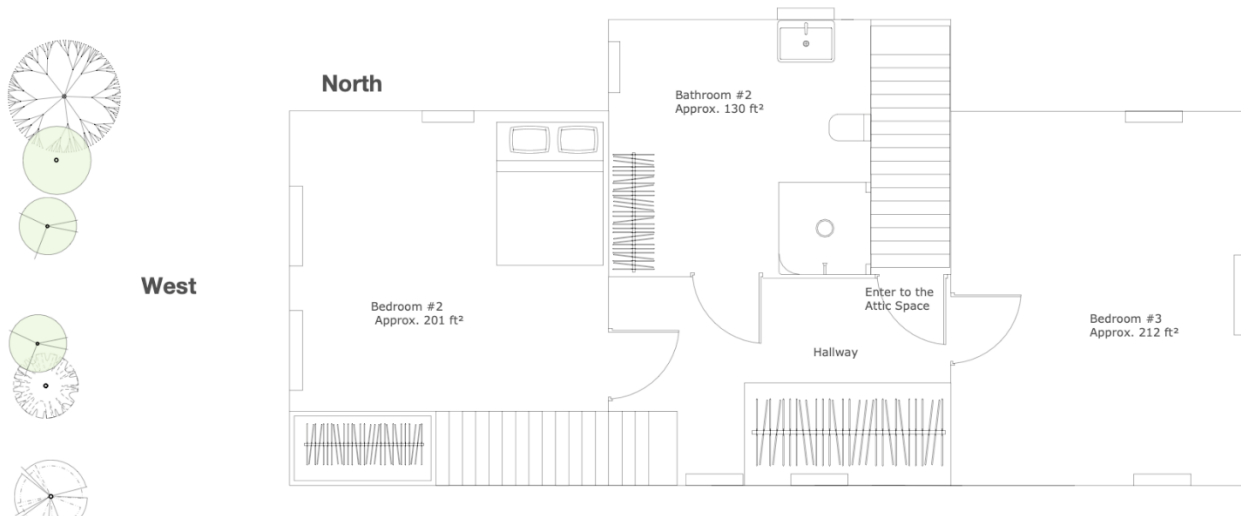 North
Bathroom #2
Approx. 130 ft²
West
Bedroom #2
Approx. 201 ft²
Enter to the
Attic Space
Hallway
Bedroom #3
Approx. 212 ft²